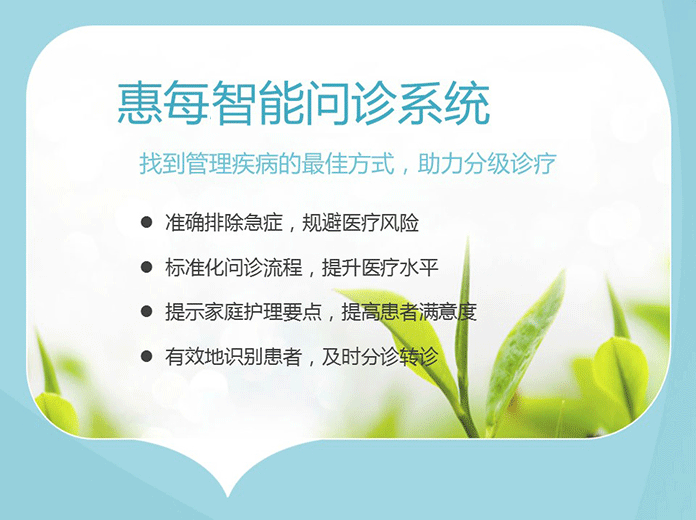 惠每智能问诊系统
找到管理疾病的最佳方式，助力分级诊疗
● 准确排除急症，规避医疗风险
● 标准化问诊流程，提升医疗水平
● 提示家庭护理要点，提高患者满意度
● 有效地识别患者，及时分诊转诊